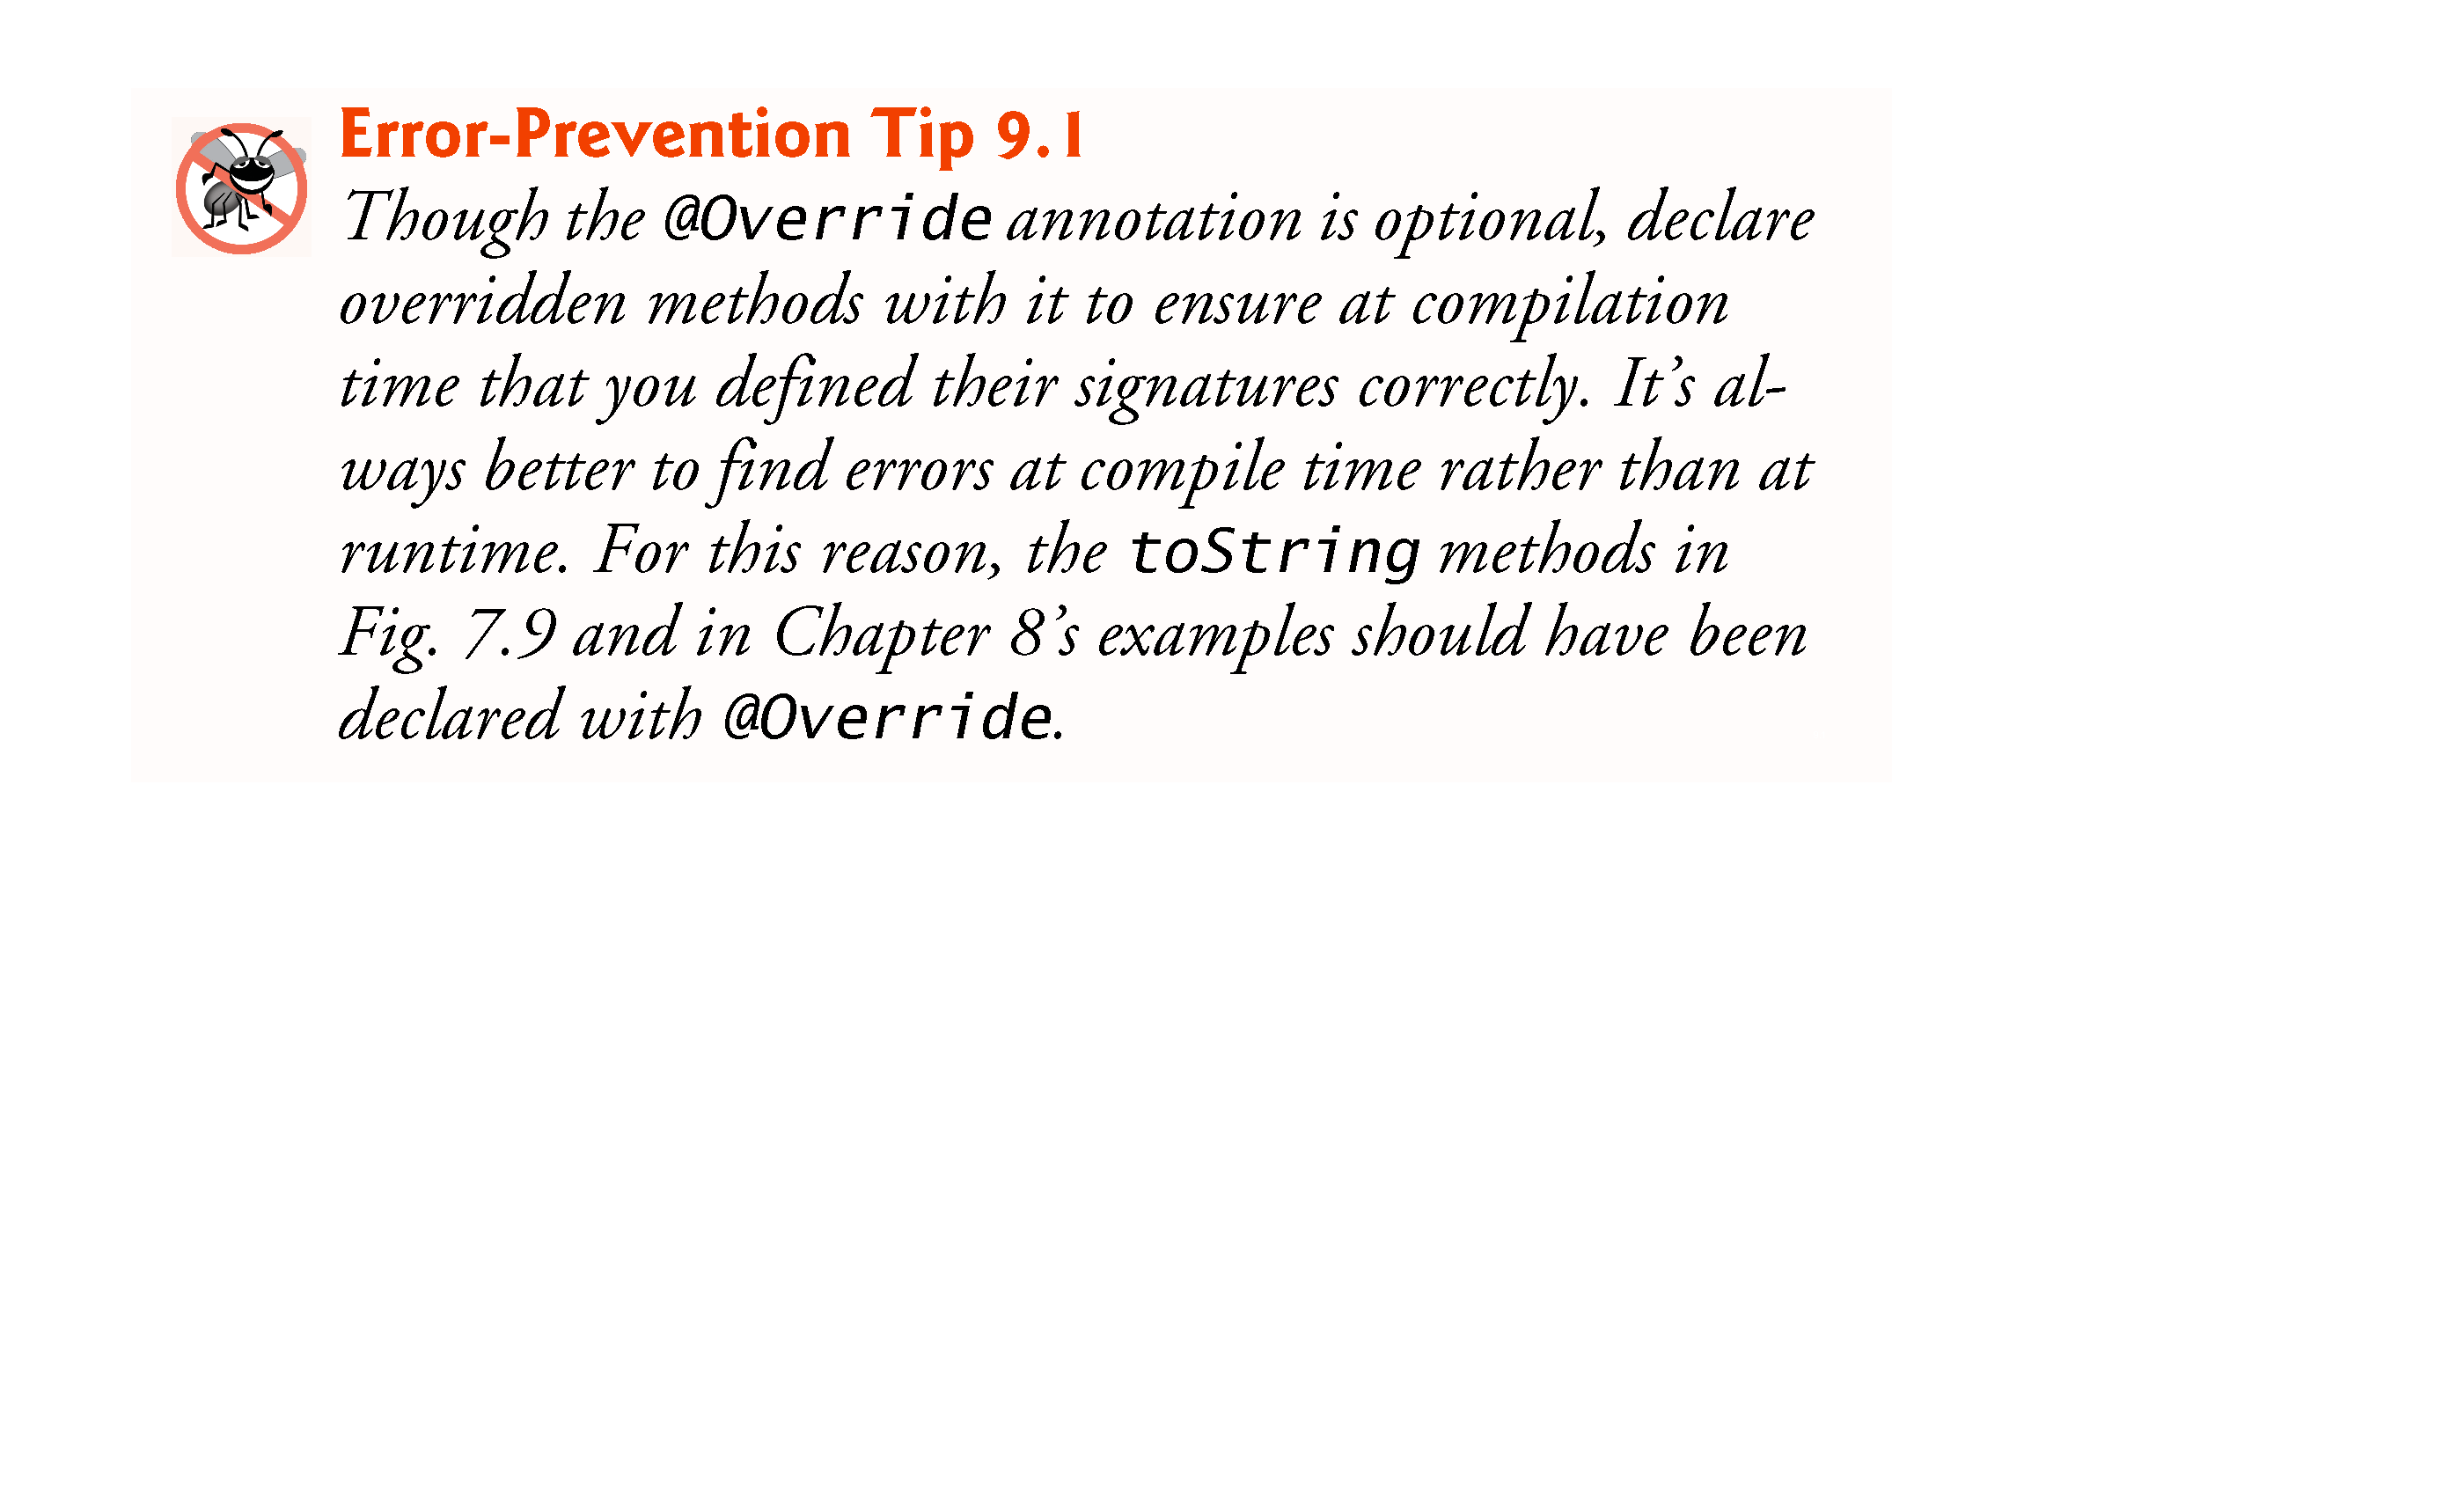 Error-Prevention Tip 9.1
Though the @Override annotation is optional, declare
overridden methods with it to ensure at compilation
time that you defined their signatures correctly. It’s al-
ways better to find errors at compile time rather than at
runtime. For this reason, the toString methods in
Fig. 7.9 and in Chapter 8’s examples should have been
declared with @Override.